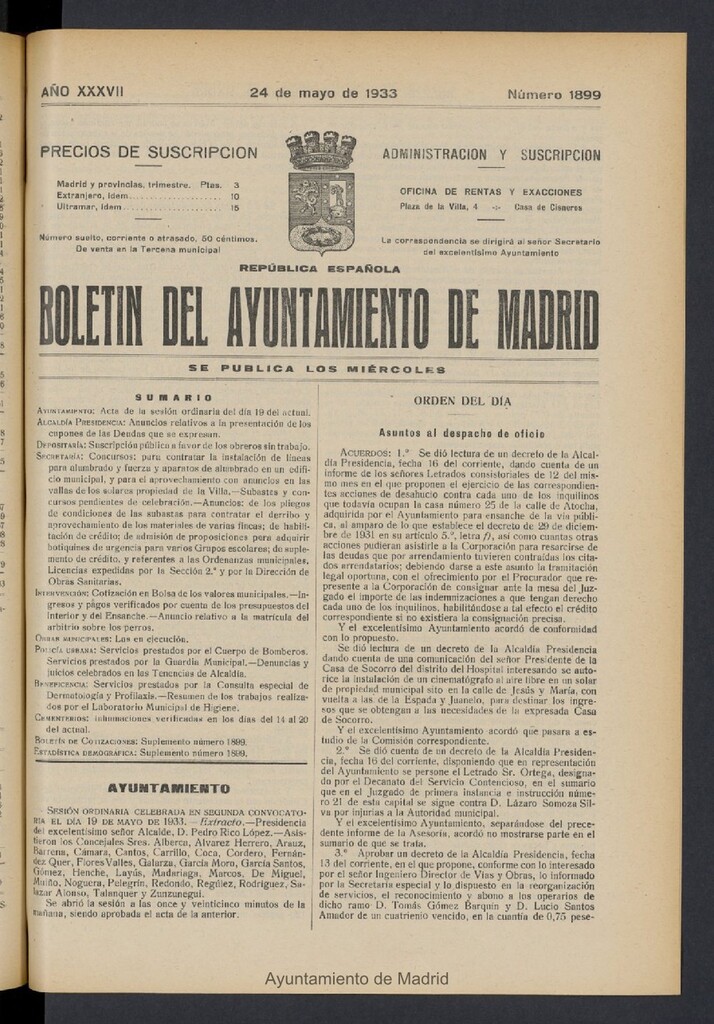 AÑO XXXVII 24 de mayo de 1933 Número 1899
PRECIOS DE SUSCRIPCION
Madrid y provincias, trimestre. Ptas. 3
Extranjero, ídem........................ 10
Ultramar, ídem......................... 15
Número suelto, corriente o atrasado, 50 céntimos.
De venta en la Tercena municipal
ADMINISTRACION Y SUSCRIPCION
OFICINA DE RENTAS Y EXACCIONES
Plaza de la Villa, 4 -:- Casa de Cisneros
La correspondencia se dirigirá al señor Secretario
del excelentísimo Ayuntamiento
REPÚBLICA ESPAÑOLA
BOLETIN DEL AYUNTAMIENTO DE MADRID
SE PUBLICA LOS MIÉRCOLES
SUMARIO
AYUNTAMIENTO: Acta de la sesión ordinaria del día 19 del actual.
ALCALDÍA PRESIDENCIA: Anuncios relativos a la presentación de los
cupones de las Deudas que se expresan.
DEPOSITARÍA: Suscripción pública a favor de los obreros sin trabajo.
SECRETARÍA: Concursos: para contratar la instalación de líneas
para alumbrado y fuerza y aparatos de alumbrado en un edifi-
cio municipal, y para el aprovechamiento con anuncios en las
vallas de los solares propiedad de la Villa.—Subastas y con-
cursos pendientes de celebración.—Anuncios: de los pliegos
de condiciones de las subastas para contratar el derribo y
aprovechamiento de los materiales de varias fincas; de habili-
tación de crédito; de admisión de proposiciones para adquirir
botiquines de urgencia para varios Grupos escolares; de suple-
mento de crédito, y referentes a las Ordenanzas municipales.
Licencias expedidas por la Sección 2.ª y por la Dirección de
Obras Sanitarias.
INTERVENCIÓN: Cotización en Bolsa de los valores municipales.—In-
gresos y pagos verificados por cuenta de los presupuestos del
Interior y del Ensanche.—Anuncio relativo a la matrícula del
arbitrio sobre los perros.
OBRAS MUNICIPALES: Las en ejecución.
POLICÍA URBANA: Servicios prestados por el Cuerpo de Bomberos.
Servicios prestados por la Guardia Municipal.—Denuncias y
juicios celebrados en las Tenencias de Alcaldía.
BENEFICENCIA: Servicios prestados por la Consulta especial de
Dermatología y Profilaxis.—Resumen de los trabajos realiza-
dos por el Laboratorio Municipal de Higiene.
CEMENTERIOS: Inhumaciones verificadas en los días del 14 al 20
del actual.
BOLETÍN DE COTIZACIONES: Suplemento número 1899.
ESTADÍSTICA DEMOGRÁFICA: Suplemento número 1899.
AYUNTAMIENTO
SESIÓN ORDINARIA CELEBRADA EN SEGUNDA CONVOCATO-
RIA EL DÍA 19 DE MAYO DE 1933.—Extracto.—Presidencia
del excelentísimo señor Alcalde, D. Pedro Rico López.—Asis-
tieron los Concejales Sres. Alberca, Alvarez Herrero, Arauz,
Barrena, Cámara, Cantos, Carrillo, Coca, Cordero, Fernán-
dez Quer, Flores Valles, Galarza, García Moro, García Santos,
Gómez, Henche, Layús, Madariaga, Marcos, De Miguel,
Muiño, Noguera, Pelegrín, Redondo, Regúlez, Rodríguez, Sa-
lazar Alonso, Talanquer y Zunzunegui.
Se abrió la sesión a las once y veinticinco minutos de la
mañana, siendo aprobada el acta de la anterior.
ORDEN DEL DIA
Asuntos al despacho de oficio
ACUERDOS: 1.º Se dió lectura de un decreto de la Alcal-
día Presidencia, fecha 16 del corriente, dando cuenta de un
informe de los señores Letrados consistoriales de 12 del mis-
mo mes en el que proponen el ejercicio de las correspondien-
tes acciones de desahucio contra cada uno de los inquilinos
que todavía ocupan la casa número 25 de la calle de Atocha,
adquirida por el Ayuntamiento para ensanche de la vía públi-
ca, al amparo de lo que establece el decreto de 29 de diciem-
bre de 1931 en su artículo 5.º, letra f), así como cuantas otras
acciones pudieran asistirle a la Corporación para resarcirse de
las deudas que por arrendamiento tuvieren contraídas los cita-
dos arrendatarios; debiendo darse a este asunto la tramitación
legal oportuna, con el ofrecimiento por el Procurador que re-
presente a la Corporación de consignar ante la mesa del Juz-
gado el importe de las indemnizaciones a que tengan derecho
cada uno de los inquilinos, habilitándose a tal efecto el crédito
correspondiente si no existiera la consignación precisa.
Y el excelentísimo Ayuntamiento acordó de conformidad
con lo propuesto.
Se dió lectura de un decreto de la Alcaldía Presidencia
dando cuenta de una comunicación del señor Presidente de la
Casa de Socorro del distrito del Hospital interesando se auto-
rice la instalación de un cinematógrafo al aire libre en un solar
de propiedad municipal sito en la calle de Jesús y María, con
vuelta a las de la Espada y Juanelo, para destinar los ingre-
sos que se obtengan a las necesidades de la expresada Casa
de Socorro.
Y el excelentísimo Ayuntamiento acordó que pasara a es-
tudio de la Comisión correspondiente.
2.º Se dió cuenta de un decreto de la Alcaldía Presiden-
cia, fecha 16 del corriente, disponiendo que en representación
del Ayuntamiento se persone el Letrado Sr. Ortega, designa-
do por el Decanato del Servicio Contencioso, en el sumario
que en el Juzgado de primera instancia e instrucción núme-
ro 21 de esta capital se sigue contra D. Lázaro Somoza Sil-
va por injurias a la Autoridad municipal.
Y el excelentísimo Ayuntamiento, separándose del prece-
dente informe de la Asesoría, acordó no mostrarse parte en el
sumario de que se trata.
3.º Aprobar un decreto de la Alcaldía Presidencia, fecha
13 del corriente, en el que propone, conforme con lo interesado
por el señor Ingeniero Director de Vías y Obras, lo informado
por la Secretaría especial y lo dispuesto en la reorganización
de servicios, el reconocimiento y abono a los operarios de
dicho ramo D. Tomás Gómez Barquín y D. Lucio Santos
Amador de un cuatrienio vencido, en la cuantía de 0,75 pese-
Ayuntamiento de Madrid